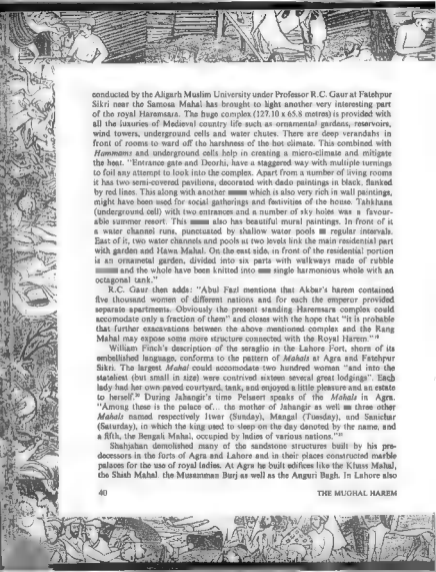 conducted by the Aligarh Muslim University under Professor R.C. Gaur at Fatehpur
Sikri near the Samosa Mahal has brought to light another very interesting part
of the royal Haremsara. The huge complex (127.10 x 65.8 metres) is provided with
all the luxuries of Medieval country life such as ornamental gardens, reservoirs,
wind towers, underground cells and water chutes. There are deep verandahs in
front of rooms to ward off the harshness of the hot climate. This combined with
Hammams and underground cells help in creating a micro-climate and mitigate
the heat. "Entrance gate and Deorhi, have a staggered way with multiple turnings
to foil any attempt to look into the complex. Apart from a number of living rooms
it has two semi-covered pavilions, decorated with dado paintings in black, flanked
by red lines. This along with another which is also very rich in wall paintings,
might have been used for social gatherings and festivities of the house. Tahkhana
(underground cell) with two entrances and a number of sky holes was a favour-
able summer resort. This also has beautiful mural paintings. In front of it
a water channel runs, punctuated by shallow water pools regular intervals.
East of it, two water channels and pools at two levels link the main residential part
with garden and Hawa Mahal. On the east side, in front of the residential portion
is an ornamental garden, divided into six parts with walkways made of rubble
and the whole have been knitted into single harmonious whole with an
octagonal tank."
R.C. Gaur then adds: "Abul Fazl mentions that Akbar's harem contained
five thousand women of different nations and for each the emperor provided
separate apartments. Obviously the present standing Haremsara complex could
accomodate only a fraction of them" and closes with the hope that "it is probable
that further excavations between the above mentioned complex and the Rang
Mahal may expose some more structure connected with the Royal Harem."
William Finch's description of the seraglio in the Lahore Fort, shorn of its
embellished language, conforms to the pattern of Mahals at Agra and Fatehpur
Sikri. The largest Mahal could accomodate two hundred women "and into the
stateliest (but small in size) were contrived sixteen several great lodgings". Each
lady had her own paved courtyard, tank, and enjoyed a little pleasure and an estate
to herself. During Jahangir's time Pelsaert speaks of the Mahals in Agra.
"Among these is the palace of... the mother of Jahangir as well three other
Mahals named respectively Itwar (Sunday), Mangal (Tuesday), and Sanichar
(Saturday), in which the king used to sleep on the day denoted by the name, and
a fifth, the Bengali Mahal, occupied by ladies of various nations."
Shahjahan demolished many of the sandstone structures built by his pre-
decessors in the forts of Agra and Lahore and in their places constructed marble
palaces for the use of royal ladies. At Agra he built edifices like the Khass Mahal,
the Shish Mahal, the Musamman Burj as well as the Anguri Bagh. In Lahore also
40 THE MUGHAL HAREM